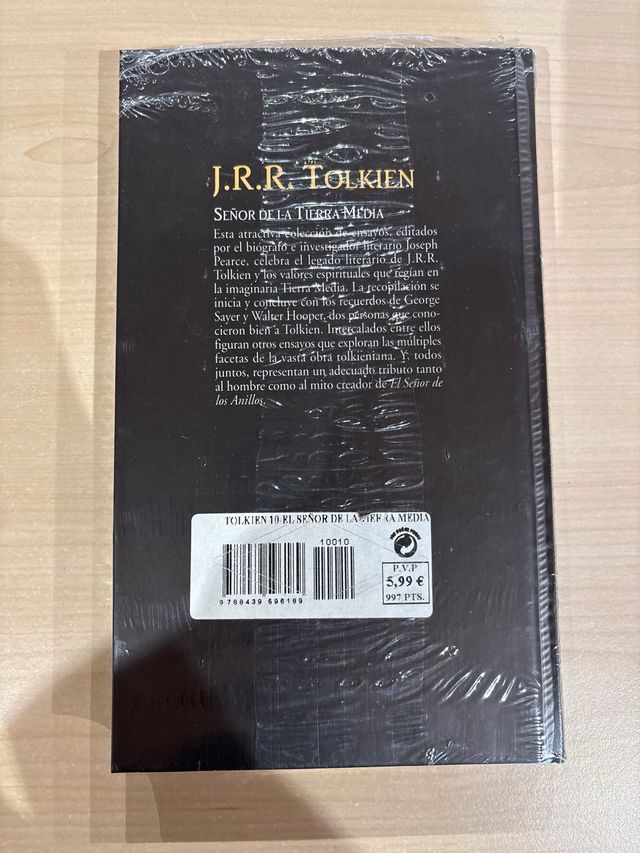 J.R.R. TOLKIEN
SEÑOR DE LA TIERRA MEDIA
Esta atractiva colección de ensayos, editados
por el biógrafo e investigador literario Joseph
Pearce, celebra el legado literario de J.R.R.
Tolkien y los valores espirituales que regían en
la imaginaria Tierra Media. La recopilación se
inicia y concluye con los recuerdos de George
Sayer y Walter Hooper, dos personas que cono-
cieron bien a Tolkien. Intercalados entre ellos
figuran otros ensayos que exploran las múltiples
facetas de la vasta obra tolkieniana. Y, todos
juntos, representan un adecuado tributo tanto
al hombre como al mito creador de El Señor de
los Anillos.
TOLKIEN 10-EL SEÑOR DE LA TIERRA MEDIA
10010
9 788439 596199
P.V.P
5,99 €
997 PTS.